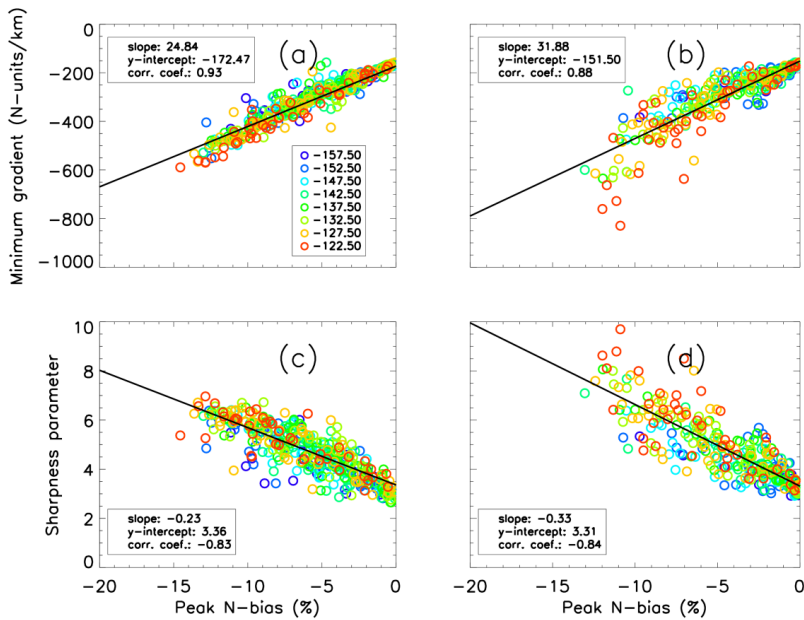 (a)
slope: 24.84
y-intercept: -172.47
corr. coef.: 0.93
-157.50
-152.50
-147.50
-142.50
-137.50
-132.50
-127.50
-122.50
0
-200
-400
-600
-800
-1000
Minimum gradient (N-units/km)
(b)
slope: 31.88
y-intercept: -151.50
corr. coef.: 0.88
(c)
slope: -0.23
y-intercept: 3.36
corr. coef.: -0.83
10
8
6
4
2
0
Sharpness parameter
-20 -15 -10 -5 0
Peak N-bias (%)
(d)
slope: -0.33
y-intercept: 3.31
corr. coef.: -0.84
-20 -15 -10 -5 0
Peak N-bias (%)